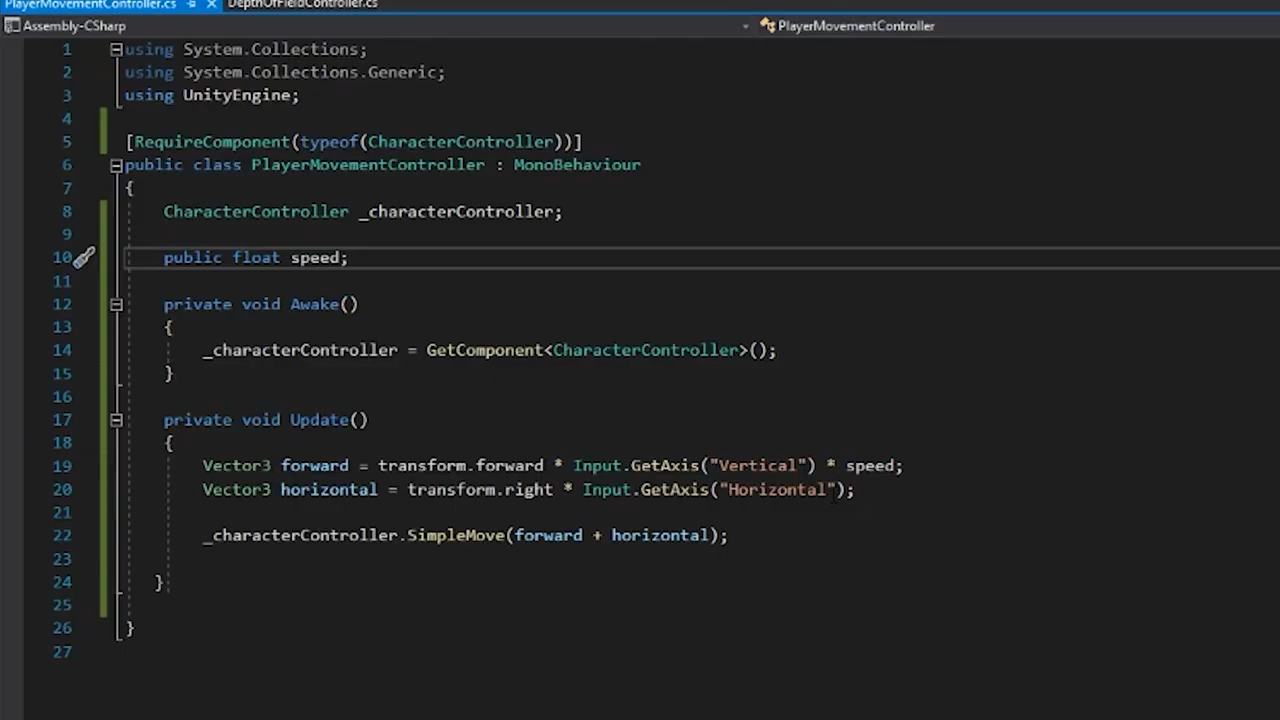 PlayerMovementController.cs DepthOfFieldController.cs
Assembly-CSharp PlayerMovementController
1 using System.Collections;
2 using System.Collections.Generic;
3 using UnityEngine;
4
5 [RequireComponent(typeof(CharacterController))]
6 public class PlayerMovementController : MonoBehaviour
7 {
8 CharacterController _characterController;
9
10 public float speed;
11
12 private void Awake()
13 {
14 _characterController = GetComponent<CharacterController>();
15 }
16
17 private void Update()
18 {
19 Vector3 forward = transform.forward * Input.GetAxis("Vertical") * speed;
20 Vector3 horizontal = transform.right * Input.GetAxis("Horizontal");
21
22 _characterController.SimpleMove(forward + horizontal);
23
24 }
25
26 }
27